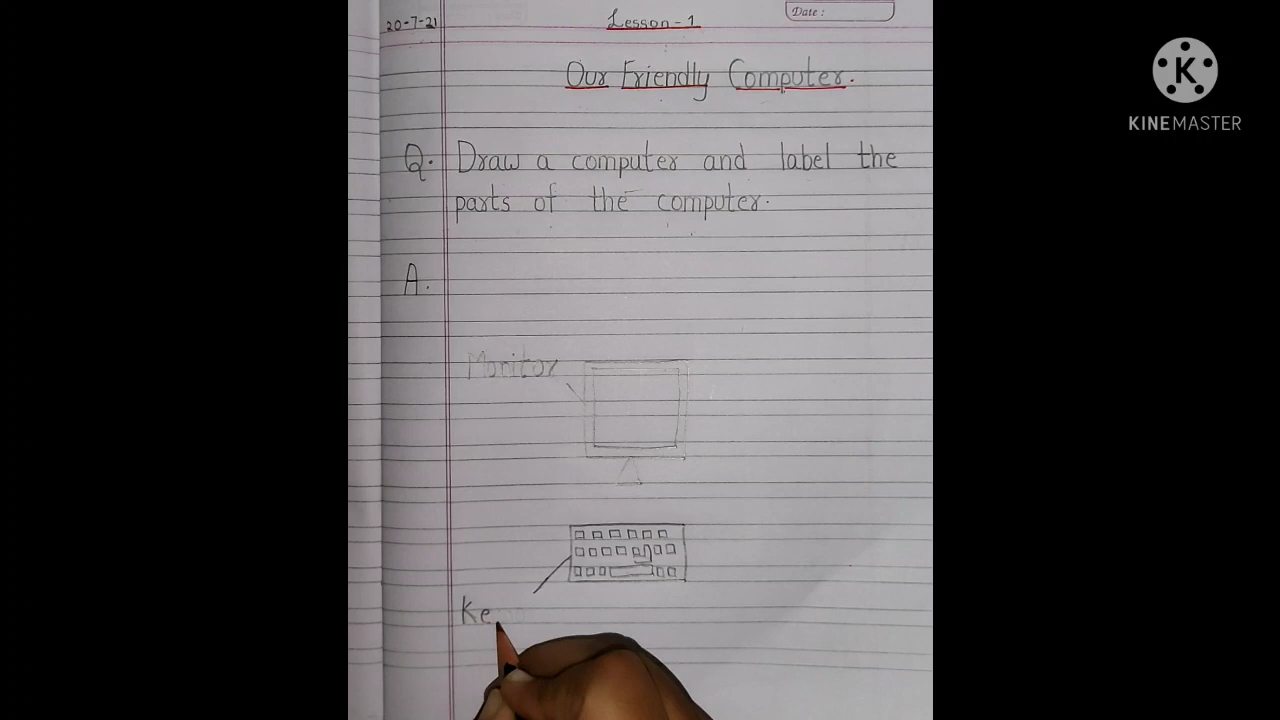 20-7-21
Lesson - 1
Date :
Our Friendly Computer.
KINEMASTER
Q. Draw a computer and label the
parts of the computer.
A.
Monitor
Ke